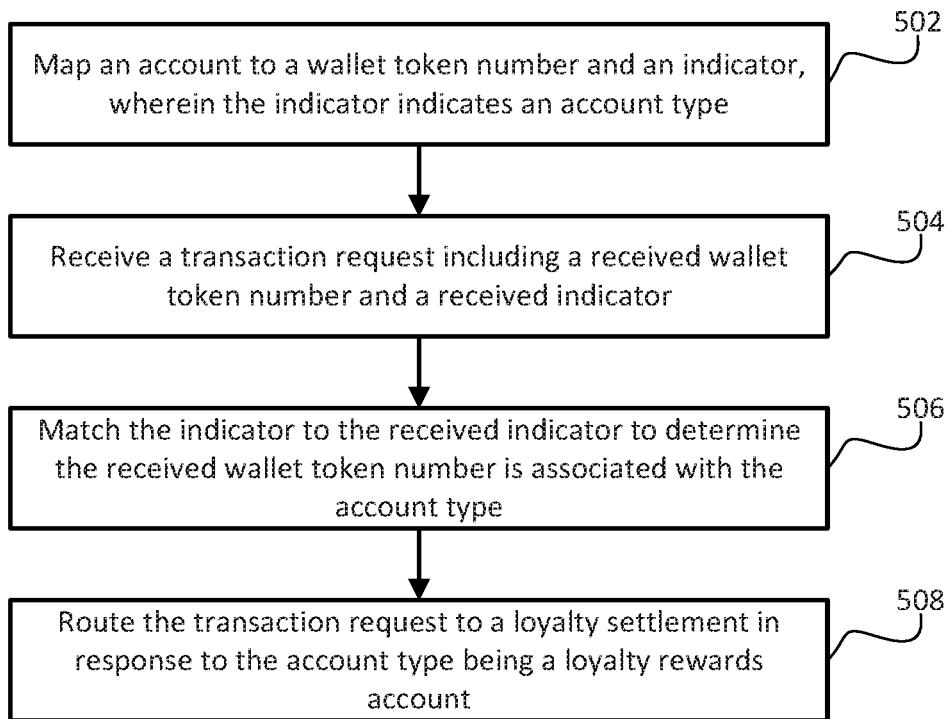 502
Map an account to a wallet token number and an indicator,
wherein the indicator indicates an account type
504
Receive a transaction request including a received wallet
token number and a received indicator
506
Match the indicator to the received indicator to determine
the received wallet token number is associated with the
account type
508
Route the transaction request to a loyalty settlement in
response to the account type being a loyalty rewards
account